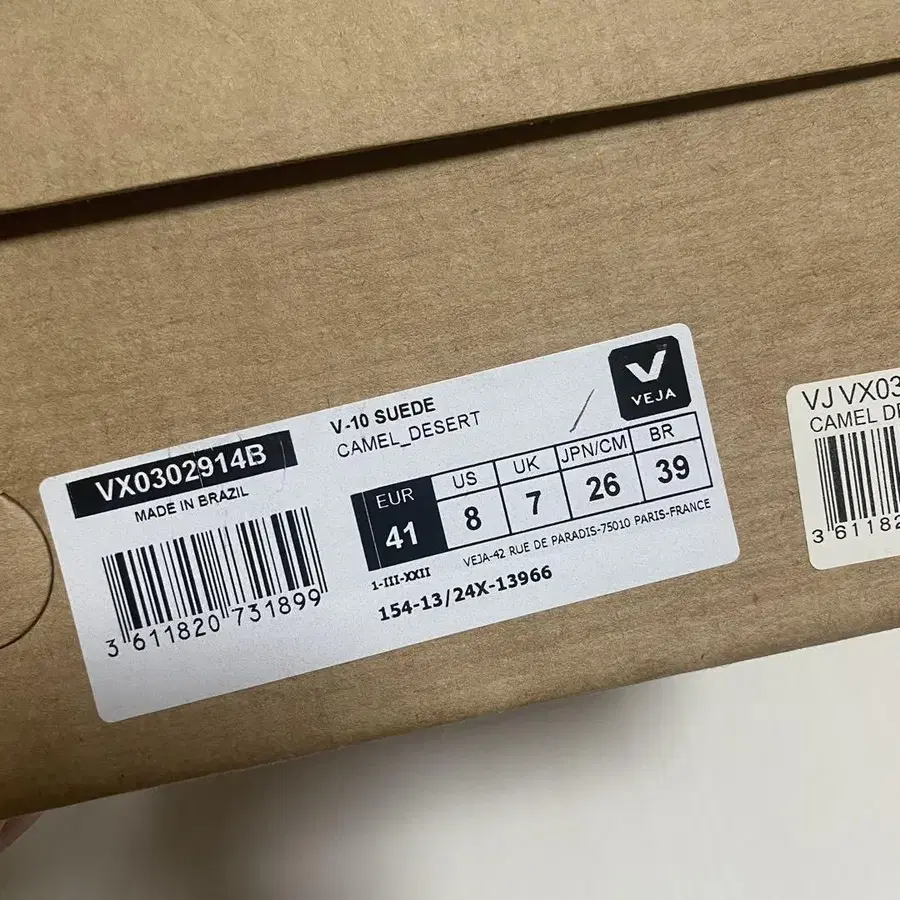 VX0302914B
MADE IN BRAZIL
3 611820 731899
V-10 SUEDE
CAMEL_DESERT
V
VEJA
EUR US UK JPN/CM BR
41 8 7 26 39
1-III-XXII
VEJA-42 RUE DE PARADIS-75010 PARIS-FRANCE
154-13/24X-13966
VJ VX03
CAMEL DE
3 61182